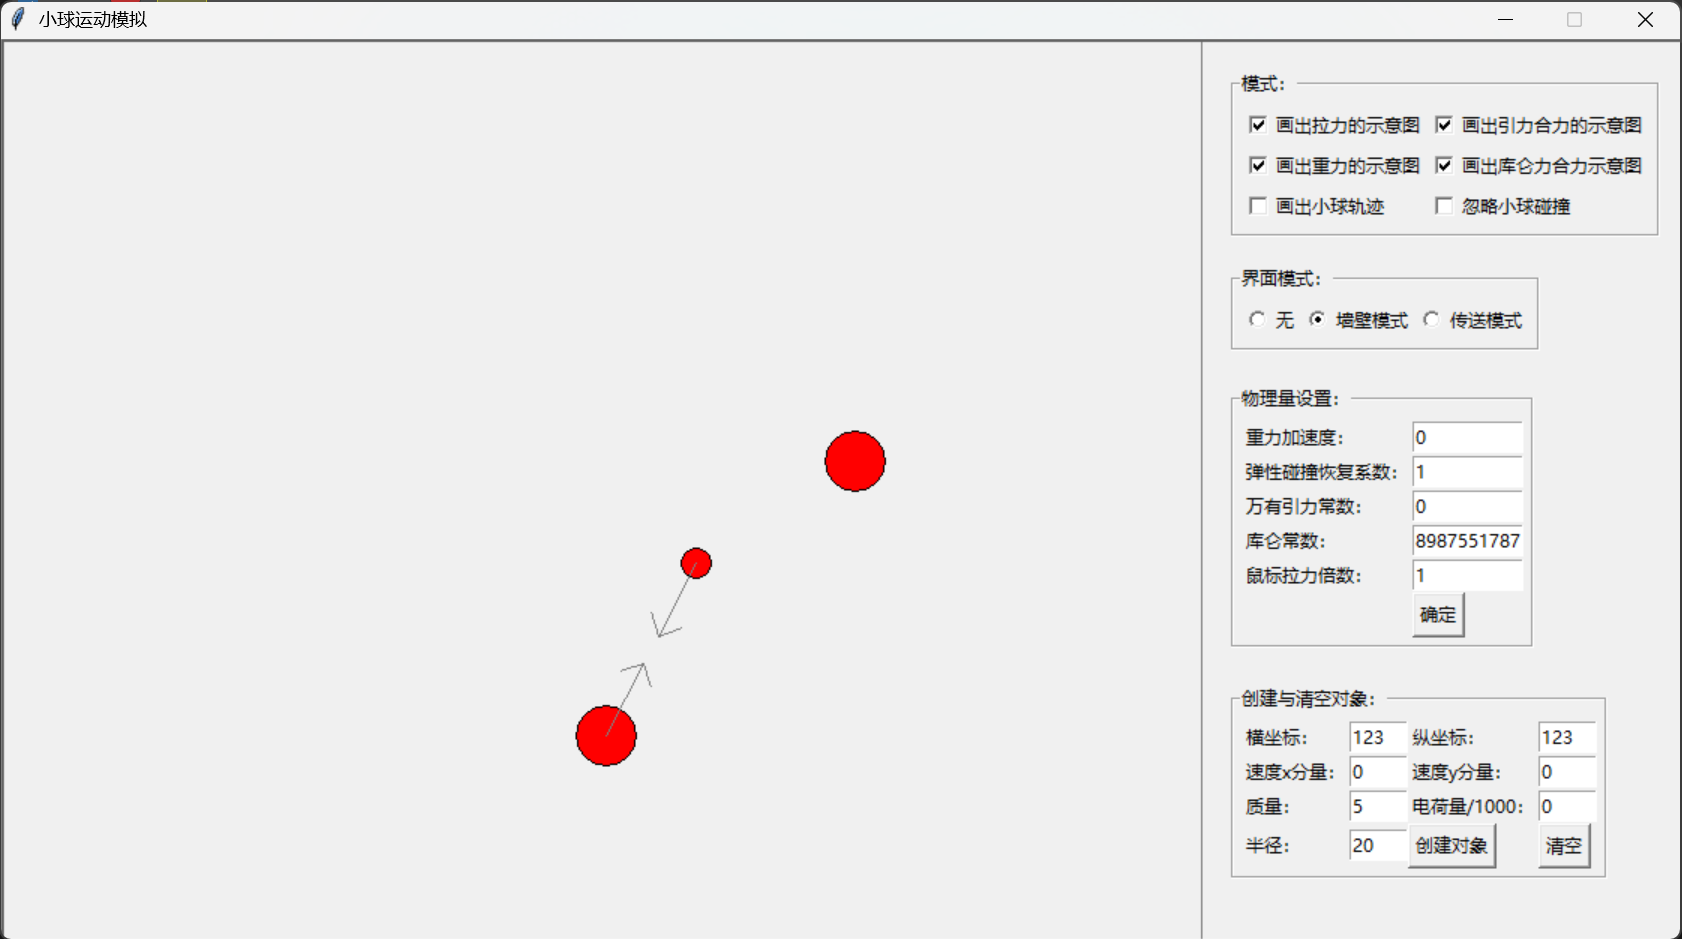 小球运动模拟
模式：
画出拉力的示意图 画出引力合力的示意图
画出重力的示意图 画出库仑力合力示意图
画出小球轨迹 忽略小球碰撞
界面模式：
无 墙壁模式 传送模式
物理量设置：
重力加速度： 0
弹性碰撞恢复系数： 1
万有引力常数： 0
库仑常数： 8987551787
鼠标拉力倍数： 1
确定
创建与清空对象：
横坐标： 123 纵坐标： 123
速度x分量： 0 速度y分量： 0
质量： 5 电荷量/1000： 0
半径： 20 创建对象 清空